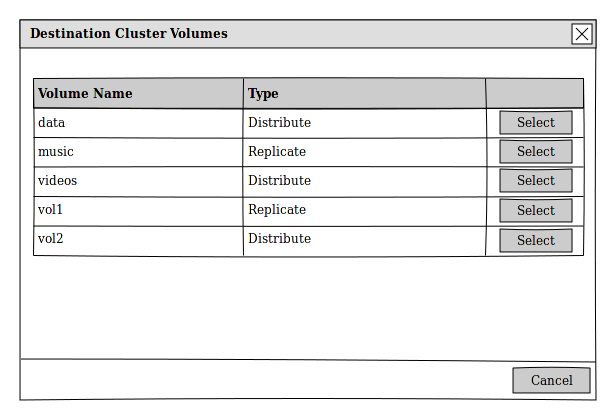 Destination Cluster Volumes
Volume Name Type
data Distribute Select
music Replicate Select
videos Distribute Select
vol1 Replicate Select
vol2 Distribute Select
Cancel